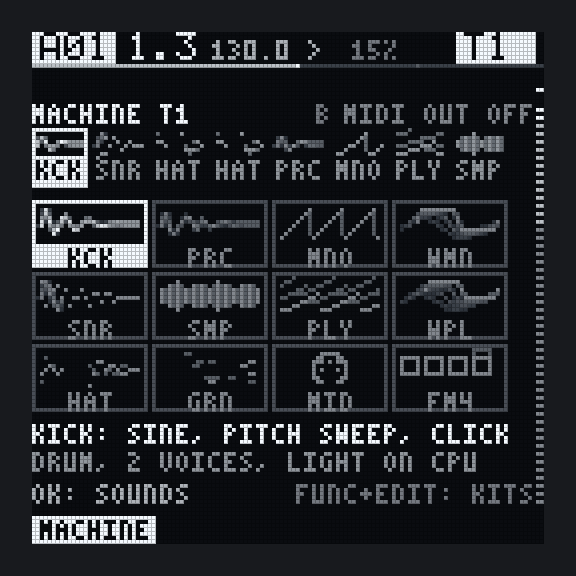 A01 1.3 130.0 > 15% T1
MACHINE T1 B MIDI OUT OFF
KCK SNR HAT HAT PRC MNO PLY SMP
KCK PRC MNO WMN
SNR SMP PLY WPL
HAT GRN MID FM4
KICK: SINE, PITCH SWEEP, CLICK
DRUM, 2 VOICES, LIGHT ON CPU
OK: SOUNDS FUNC+EDIT: KITS
MACHINE